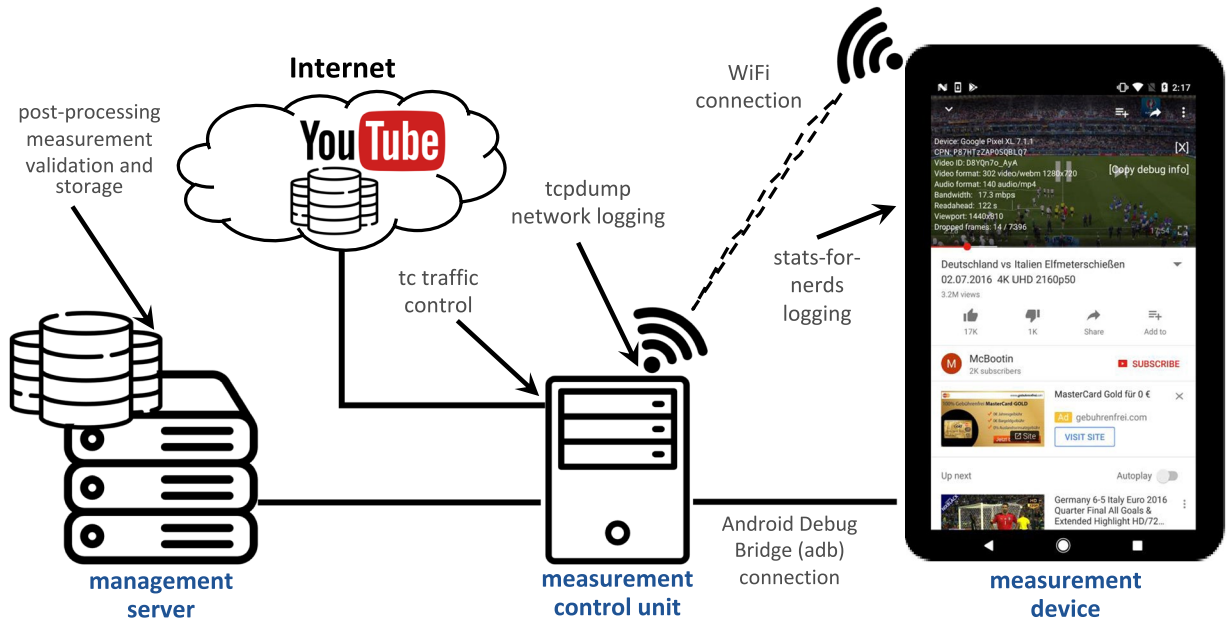 Internet
YouTube
post-processing
measurement
validation and
storage
tcpdump
network logging
tc traffic
control
WiFi
connection
stats-for-
nerds
logging
Android Debug
Bridge (adb)
connection
management
server
measurement
control unit
measurement
device
2:17
Device: Google Pixel XL 7.1.1
CPN: P87HTzZAP0SQBLQ7
Video ID: D8YQn7o_AyA
Video format: 302 video/webm 1280x720
Audio format: 140 audio/mp4
Bandwidth: 17.3 mbps
Readahead: 122 s
Viewport: 1440x810
Dropped frames: 14 / 7396
[X]
[Copy debug info]
Deutschland vs Italien Elfmeterschießen
02.07.2016 4K UHD 2160p50
3.2M views
17K
1K
Share
Add to
M
McBootin
2K subscribers
SUBSCRIBE
MasterCard-GOLD
Site
MasterCard Gold für 0 €
Ad gebuhrenfrei.com
VISIT SITE
Up next
Autoplay
Germany 6-5 Italy Euro 2016
Quarter Final All Goals &
Extended Highlight HD/72...